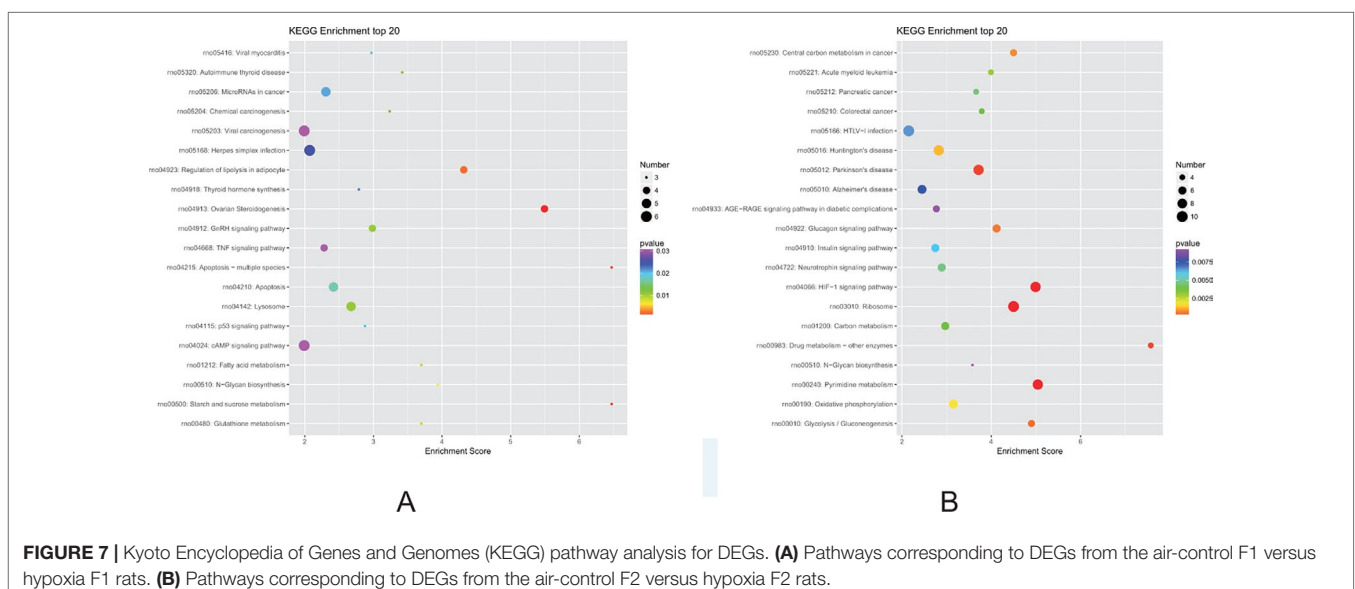 KEGG Enrichment top 20
rno05416: Viral myocarditis
rno05320: Autoimmune thyroid disease
rno05206: MicroRNAs in cancer
rno05204: Chemical carcinogenesis
rno05203: Viral carcinogenesis
rno05168: Herpes simplex infection
rno04923: Regulation of lipolysis in adipocyte
rno04918: Thyroid hormone synthesis
rno04913: Ovarian Steroidogenesis
rno04912: GnRH signaling pathway
rno04668: TNF signaling pathway
rno04215: Apoptosis − multiple species
rno04210: Apoptosis
rno04142: Lysosome
rno04115: p53 signaling pathway
rno04024: cAMP signaling pathway
rno01212: Fatty acid metabolism
rno00510: N−Glycan biosynthesis
rno00500: Starch and sucrose metabolism
rno00480: Glutathione metabolism
2 3 4 5 6
Enrichment Score
Number
3
4
5
6
pvalue
0.03
0.02
0.01
A
KEGG Enrichment top 20
rno05230: Central carbon metabolism in cancer
rno05221: Acute myeloid leukemia
rno05212: Pancreatic cancer
rno05210: Colorectal cancer
rno05166: HTLV−I infection
rno05016: Huntington's disease
rno05012: Parkinson's disease
rno05010: Alzheimer's disease
rno04933: AGE−RAGE signaling pathway in diabetic complications
rno04922: Glucagon signaling pathway
rno04910: Insulin signaling pathway
rno04722: Neurotrophin signaling pathway
rno04066: HIF−1 signaling pathway
rno03010: Ribosome
rno01200: Carbon metabolism
rno00983: Drug metabolism − other enzymes
rno00510: N−Glycan biosynthesis
rno00240: Pyrimidine metabolism
rno00190: Oxidative phosphorylation
rno00010: Glycolysis / Gluconeogenesis
2 4 6
Enrichment Score
Number
4
6
8
10
pvalue
0.0075
0.0050
0.0025
B
FIGURE 7 | Kyoto Encyclopedia of Genes and Genomes (KEGG) pathway analysis for DEGs. (A) Pathways corresponding to DEGs from the air-control F1 versus
hypoxia F1 rats. (B) Pathways corresponding to DEGs from the air-control F2 versus hypoxia F2 rats.